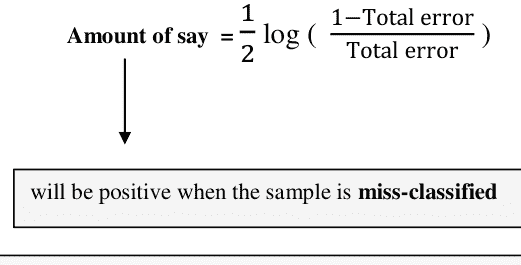 Amount of say = 1/2 log ( 1−Total error / Total error )
will be positive when the sample is miss-classified